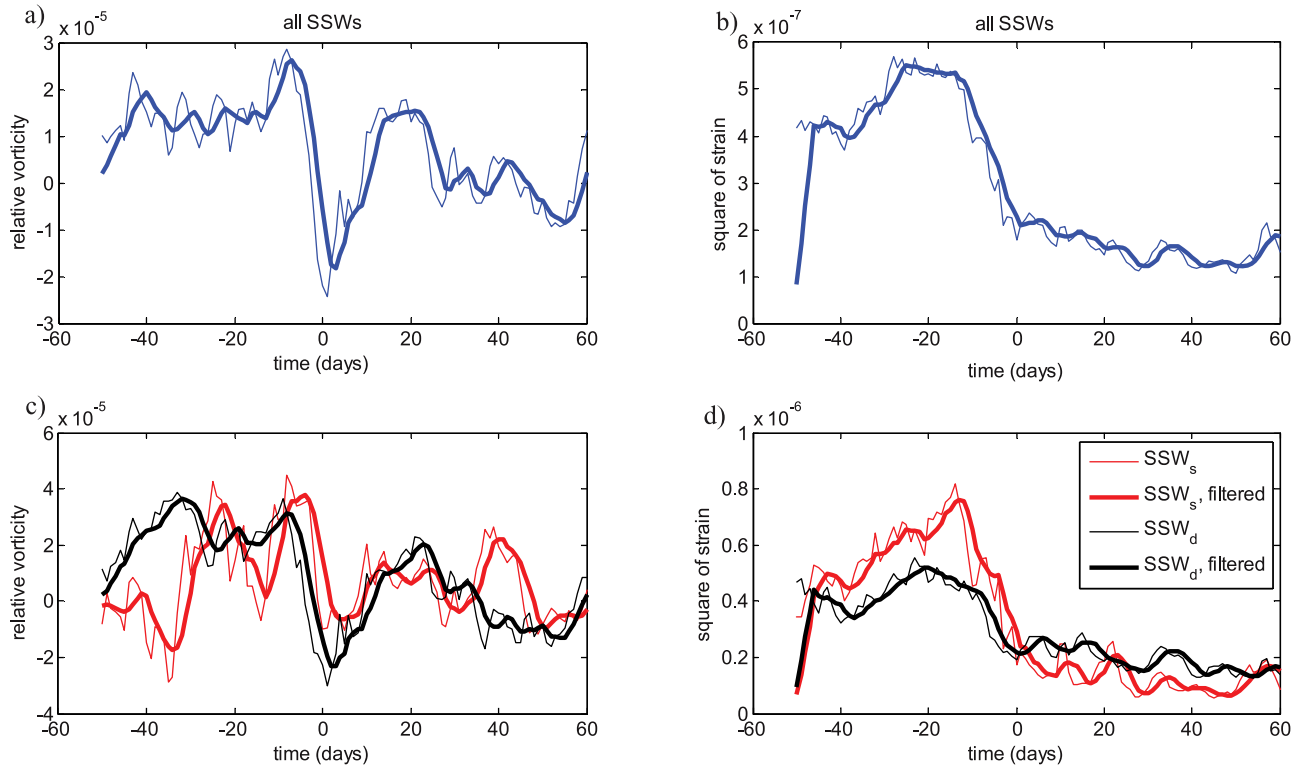 a)
all SSWs
x 10^-5
3
2
1
0
-1
-2
-3
relative vorticity
-60 -40 -20 0 20 40 60
time (days)
b)
all SSWs
x 10^-7
6
5
4
3
2
1
0
square of strain
-60 -40 -20 0 20 40 60
time (days)
c)
x 10^-5
6
4
2
0
-2
-4
relative vorticity
-60 -40 -20 0 20 40 60
time (days)
d)
x 10^-6
1
0.8
0.6
0.4
0.2
0
square of strain
-60 -40 -20 0 20 40 60
time (days)
SSW_s
SSW_s, filtered
SSW_d
SSW_d, filtered